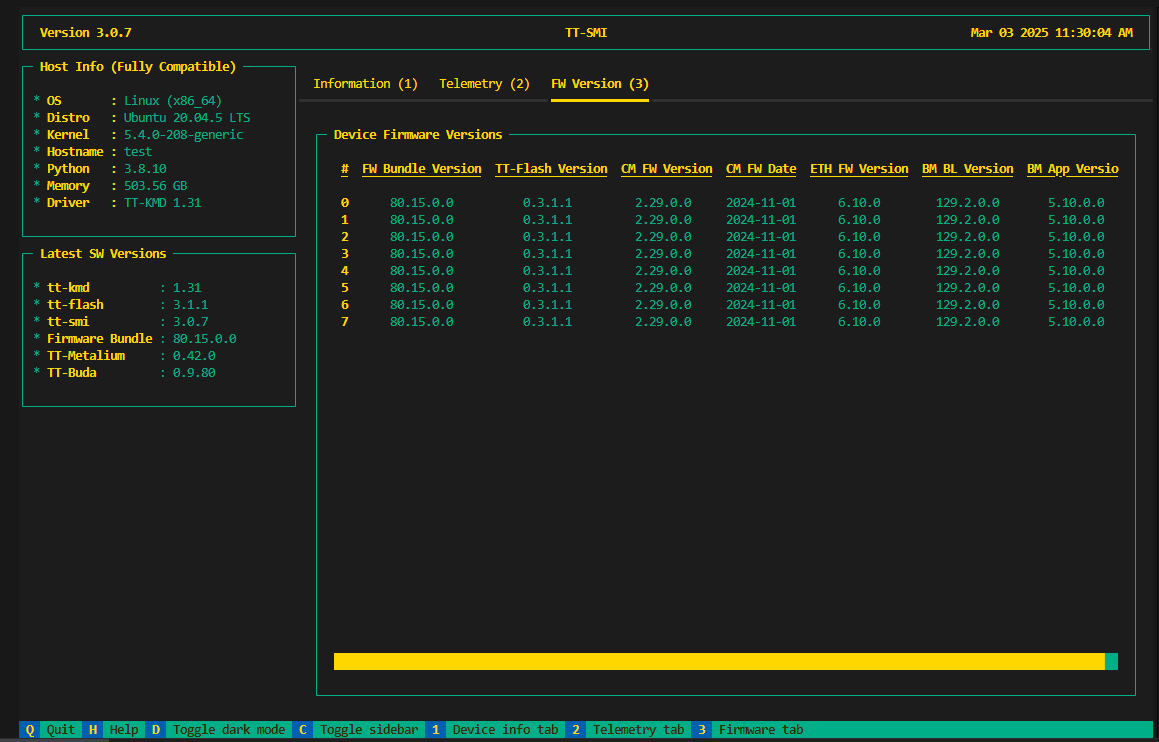 Version 3.0.7 TT-SMI Mar 03 2025 11:30:04 AM
Host Info (Fully Compatible)
* OS : Linux (x86_64)
* Distro : Ubuntu 20.04.5 LTS
* Kernel : 5.4.0-208-generic
* Hostname : test
* Python : 3.8.10
* Memory : 503.56 GB
* Driver : TT-KMD 1.31
Latest SW Versions
* tt-kmd : 1.31
* tt-flash : 3.1.1
* tt-smi : 3.0.7
* Firmware Bundle : 80.15.0.0
* TT-Metalium : 0.42.0
* TT-Buda : 0.9.80
Information (1) Telemetry (2) FW Version (3)
Device Firmware Versions
# FW Bundle Version TT-Flash Version CM FW Version CM FW Date ETH FW Version BM BL Version BM App Versio
0 80.15.0.0 0.3.1.1 2.29.0.0 2024-11-01 6.10.0 129.2.0.0 5.10.0.0
1 80.15.0.0 0.3.1.1 2.29.0.0 2024-11-01 6.10.0 129.2.0.0 5.10.0.0
2 80.15.0.0 0.3.1.1 2.29.0.0 2024-11-01 6.10.0 129.2.0.0 5.10.0.0
3 80.15.0.0 0.3.1.1 2.29.0.0 2024-11-01 6.10.0 129.2.0.0 5.10.0.0
4 80.15.0.0 0.3.1.1 2.29.0.0 2024-11-01 6.10.0 129.2.0.0 5.10.0.0
5 80.15.0.0 0.3.1.1 2.29.0.0 2024-11-01 6.10.0 129.2.0.0 5.10.0.0
6 80.15.0.0 0.3.1.1 2.29.0.0 2024-11-01 6.10.0 129.2.0.0 5.10.0.0
7 80.15.0.0 0.3.1.1 2.29.0.0 2024-11-01 6.10.0 129.2.0.0 5.10.0.0
Q Quit H Help D Toggle dark mode C Toggle sidebar 1 Device info tab 2 Telemetry tab 3 Firmware tab